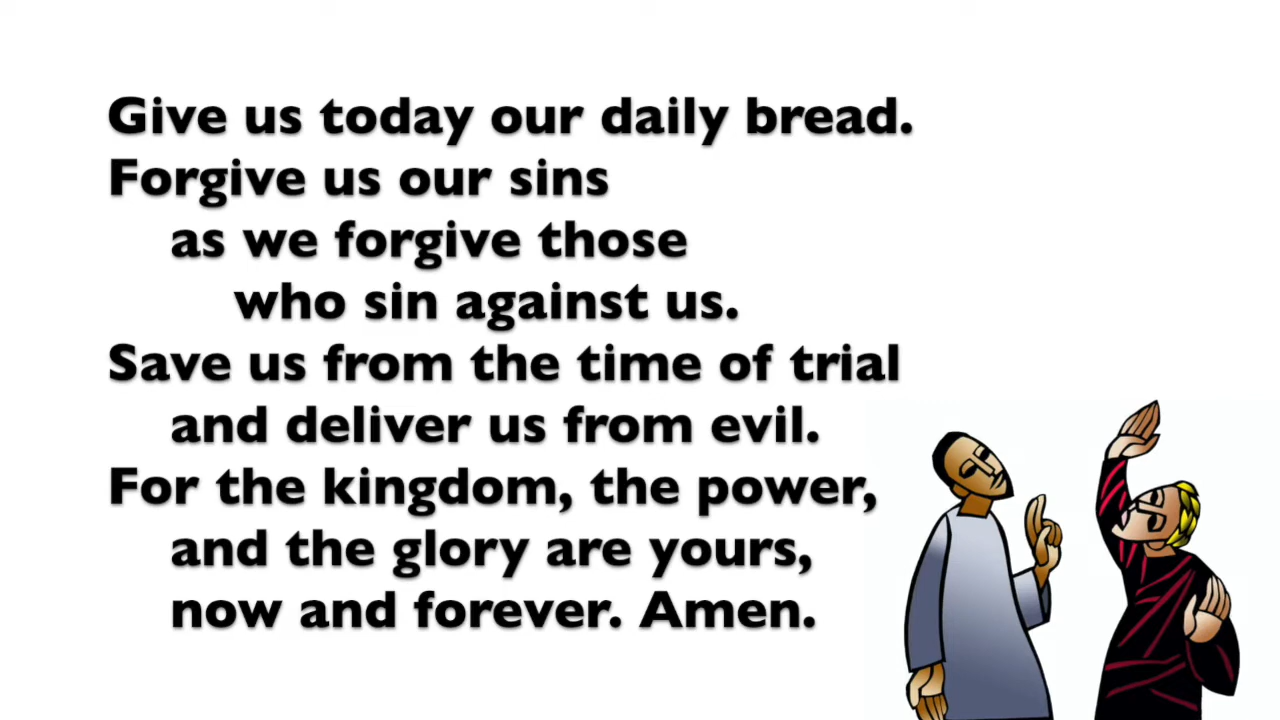 Give us today our daily bread.
Forgive us our sins
as we forgive those
who sin against us.
Save us from the time of trial
and deliver us from evil.
For the kingdom, the power,
and the glory are yours,
now and forever. Amen.